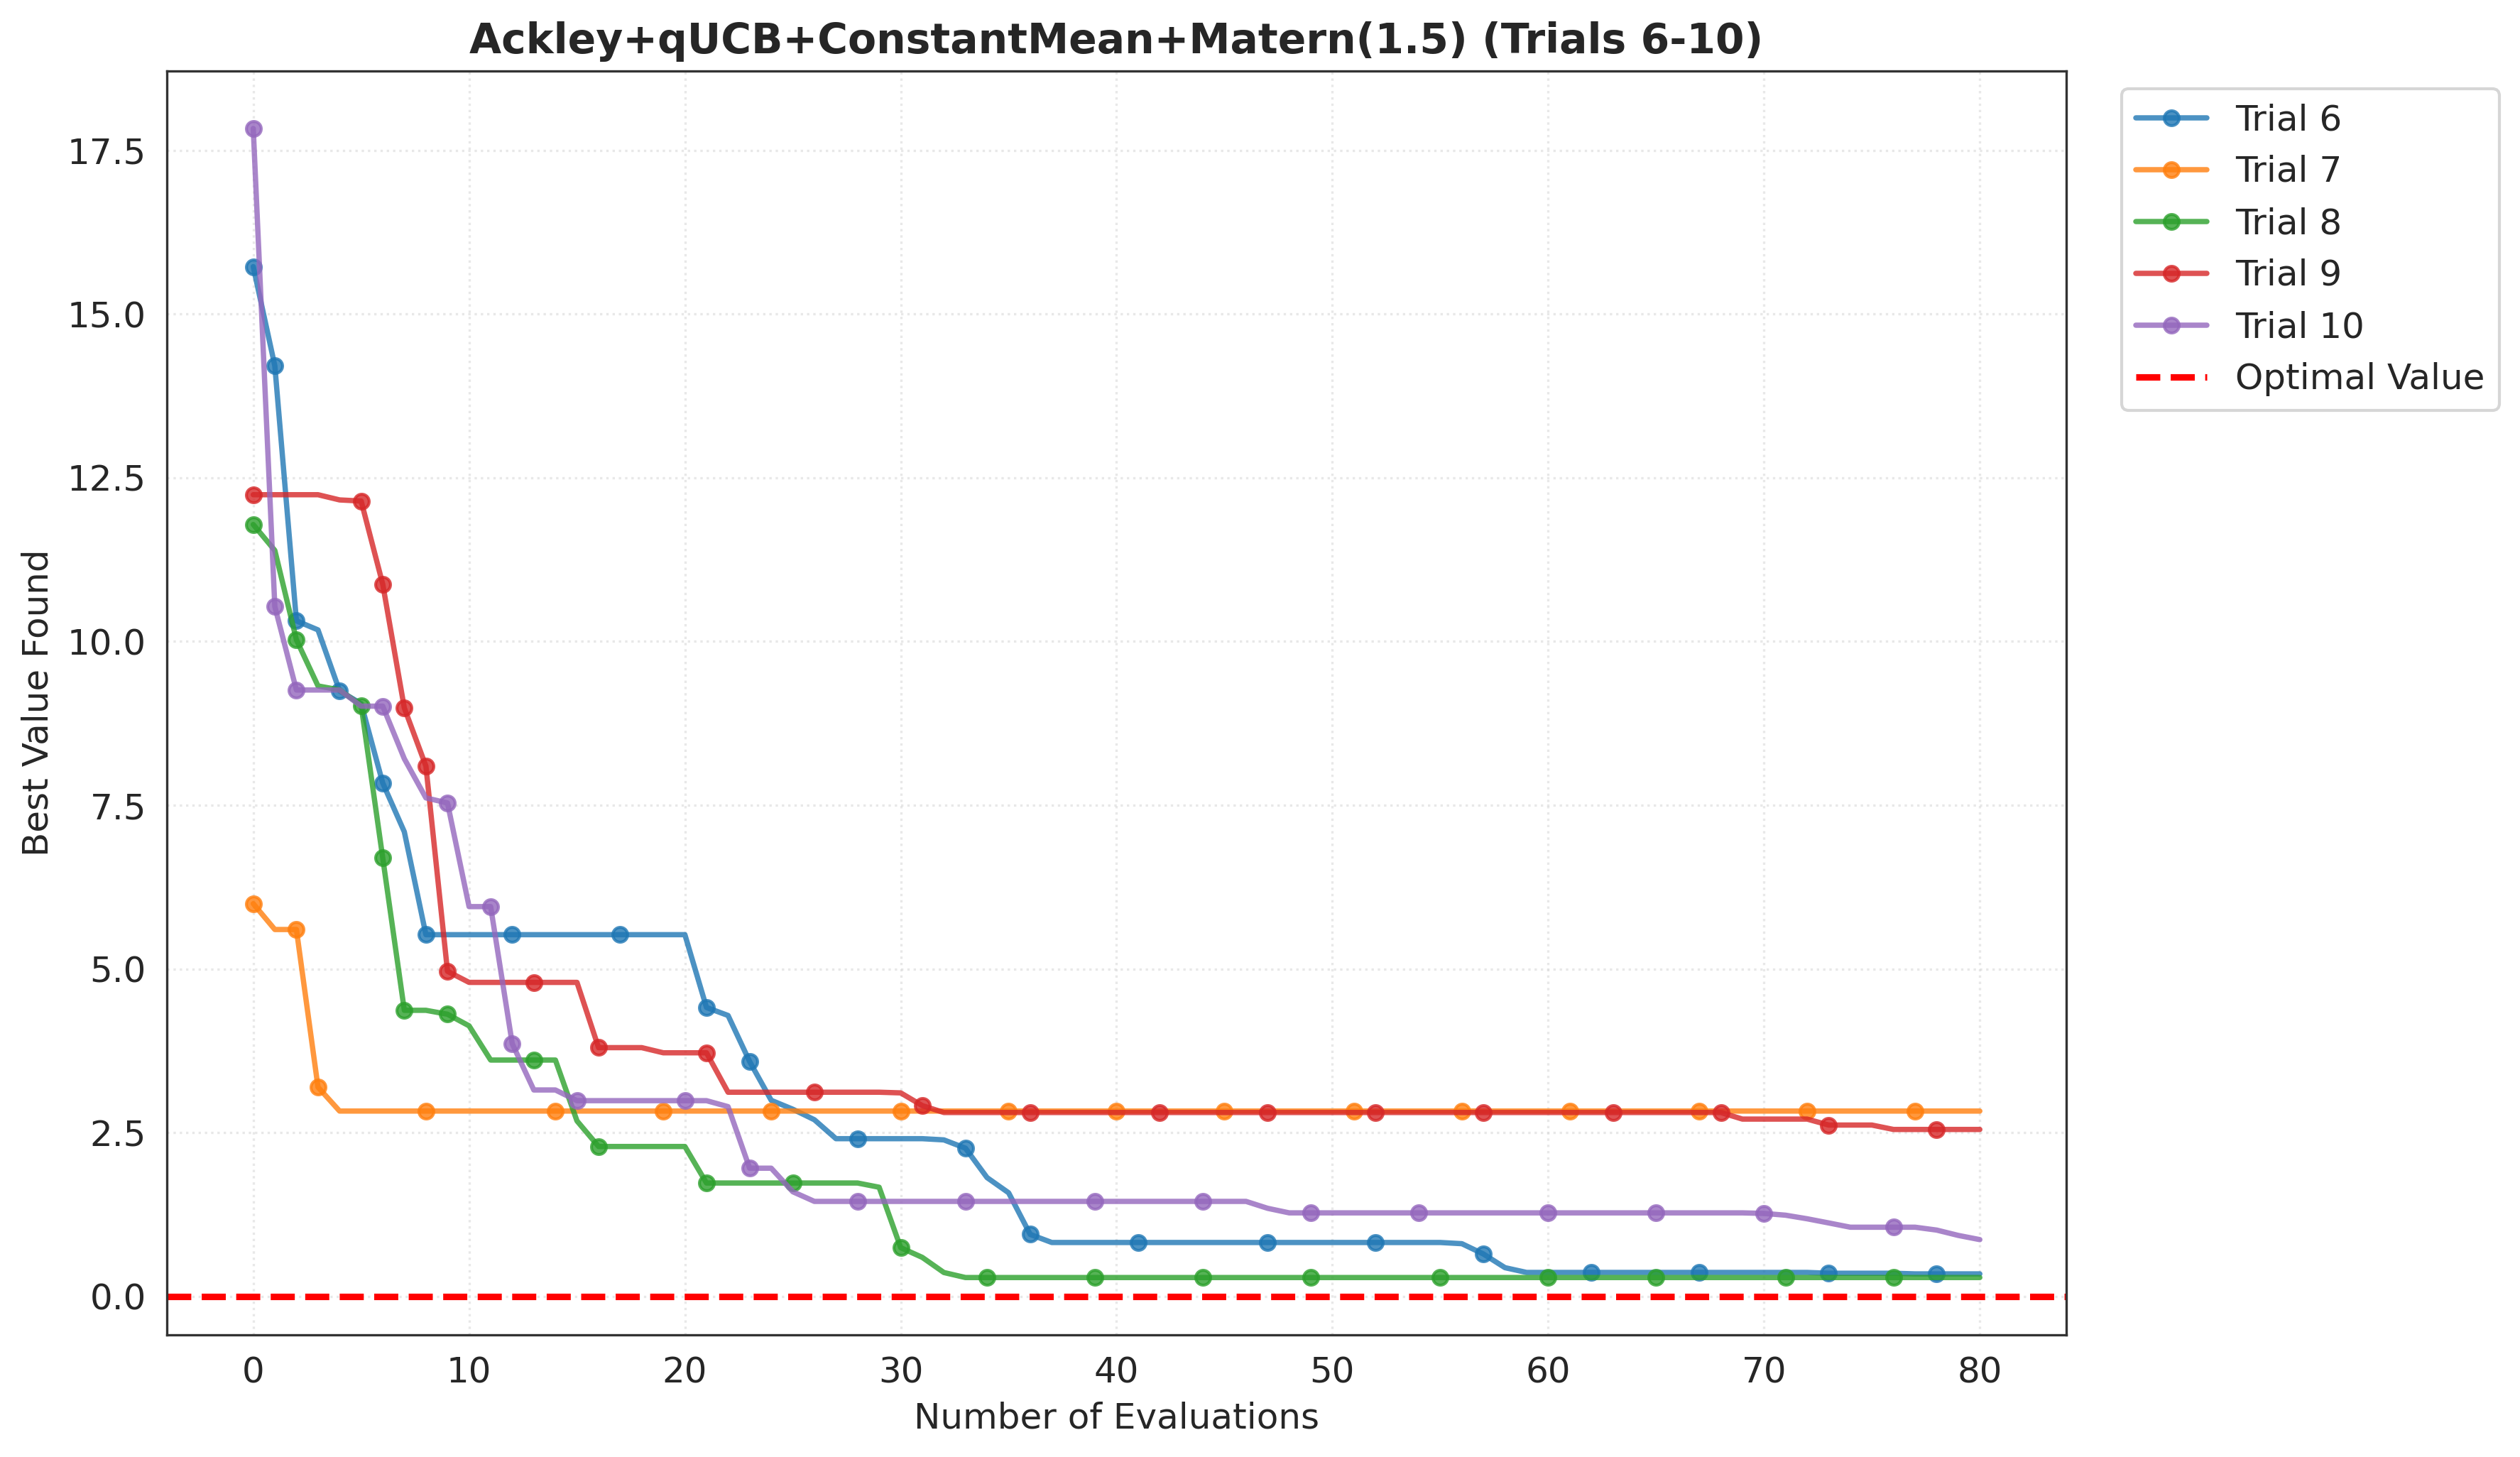 Ackley+qUCB+ConstantMean+Matern(1.5) (Trials 6-10)
Best Value Found
17.5
15.0
12.5
10.0
7.5
5.0
2.5
0.0
0 10 20 30 40 50 60 70 80
Number of Evaluations
Trial 6
Trial 7
Trial 8
Trial 9
Trial 10
Optimal Value